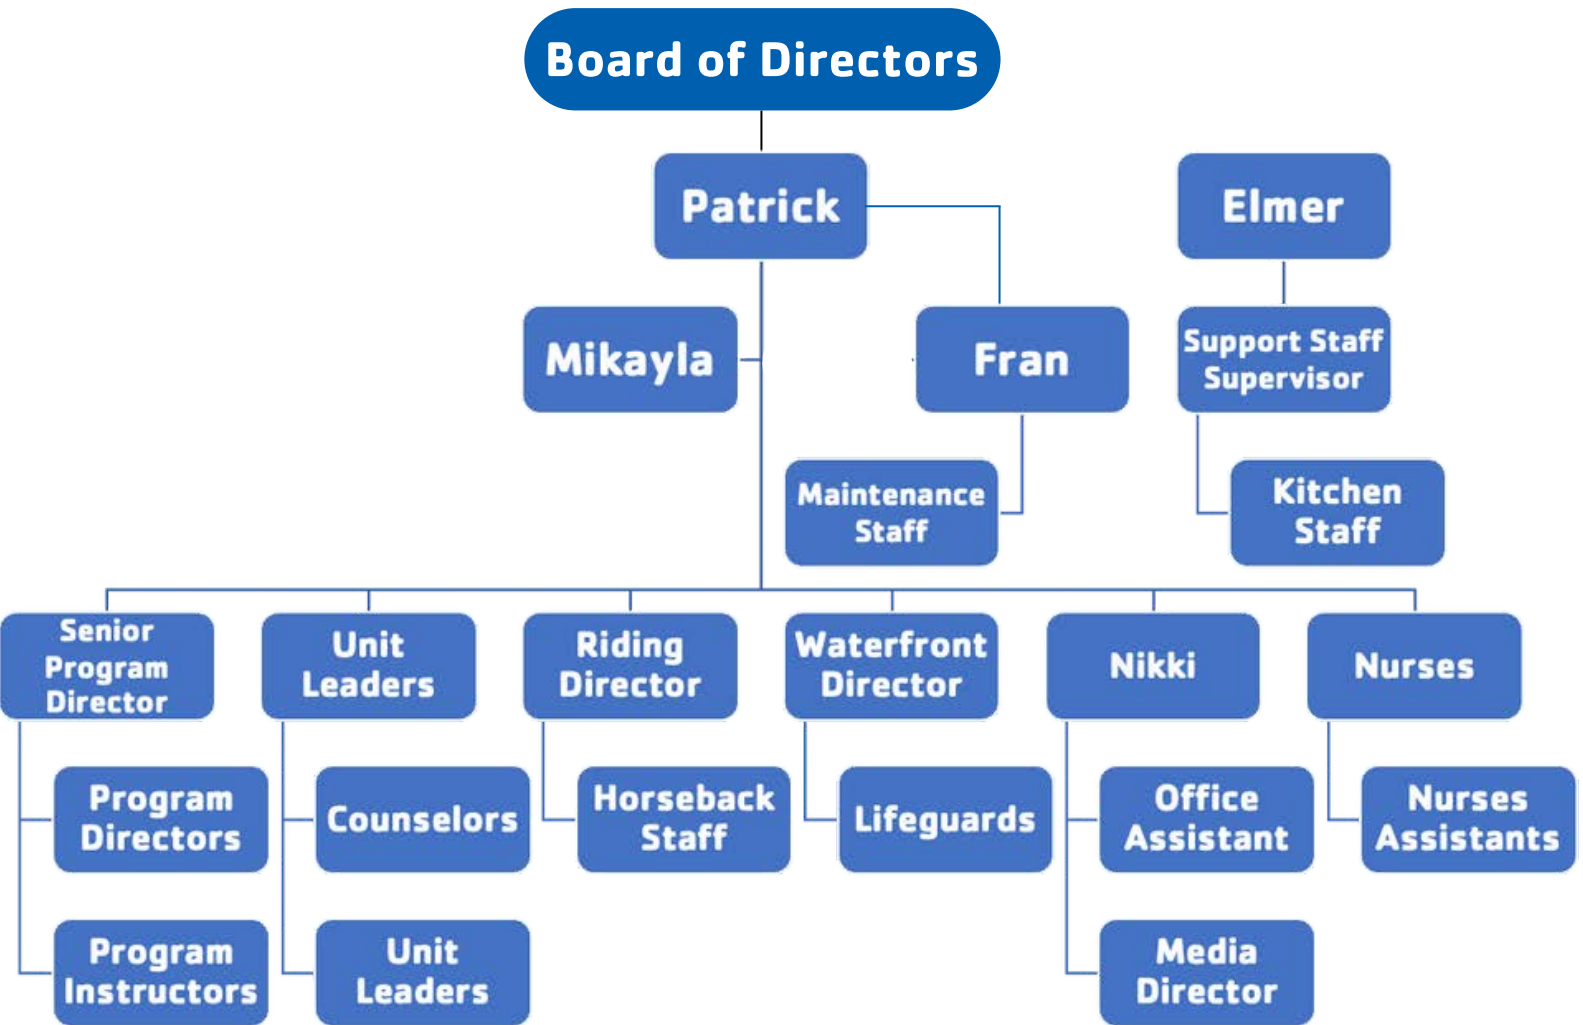 Board of Directors
Patrick
Elmer
Mikayla
Fran
Support Staff
Supervisor
Maintenance
Staff
Kitchen
Staff
Senior
Program
Director
Unit
Leaders
Riding
Director
Waterfront
Director
Nikki
Nurses
Program
Directors
Counselors
Horseback
Staff
Lifeguards
Office
Assistant
Nurses
Assistants
Program
Instructors
Unit
Leaders
Media
Director